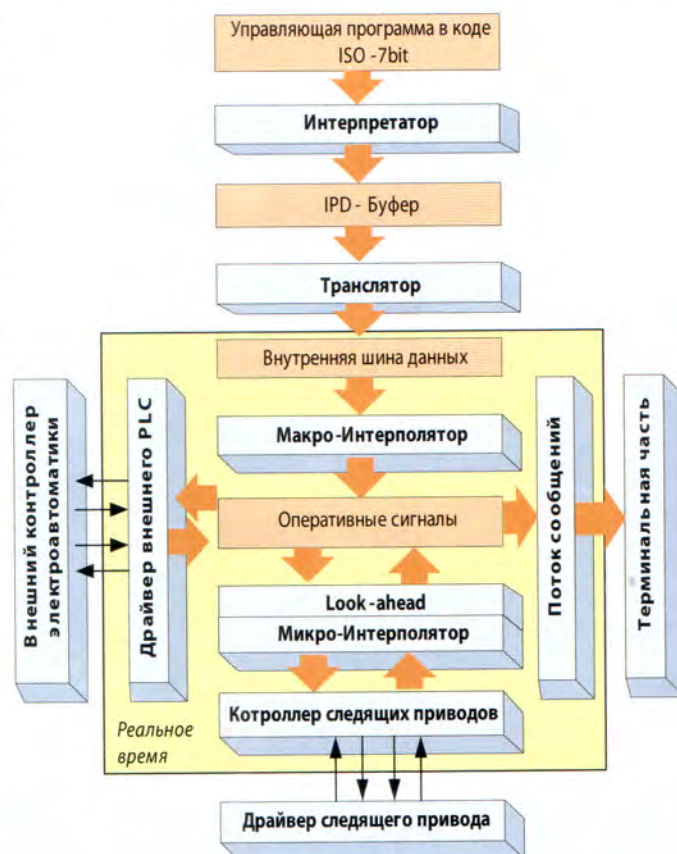 Управляющая программа в коде
ISO -7bit
Интерпретатор
IPD - Буфер
Транслятор
Внутренняя шина данных
Макро-Интерполятор
Оперативные сигналы
Look-ahead
Микро-Интерполятор
Котроллер следящих приводов
Реальное
время
Драйвер следящего привода
Внешний контроллер
электроавтоматики
Драйвер внешнего PLC
Поток сообщений
Терминальная часть